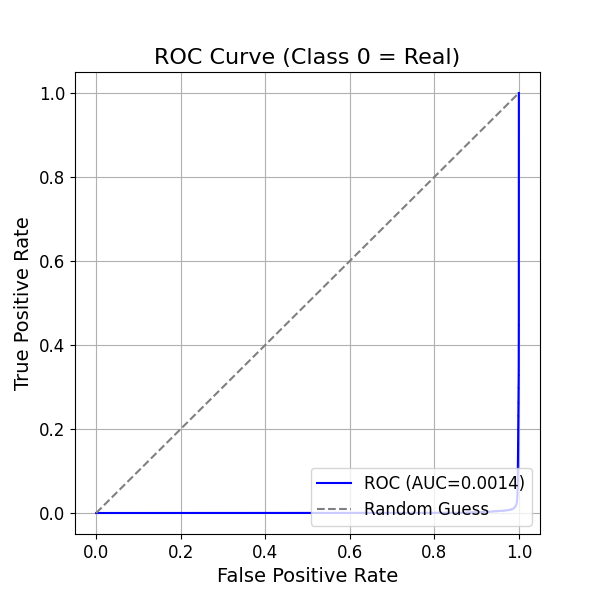 ROC Curve (Class 0 = Real)
True Positive Rate
1.0
0.8
0.6
0.4
0.2
0.0
ROC (AUC=0.0014)
Random Guess
0.0 0.2 0.4 0.6 0.8 1.0
False Positive Rate